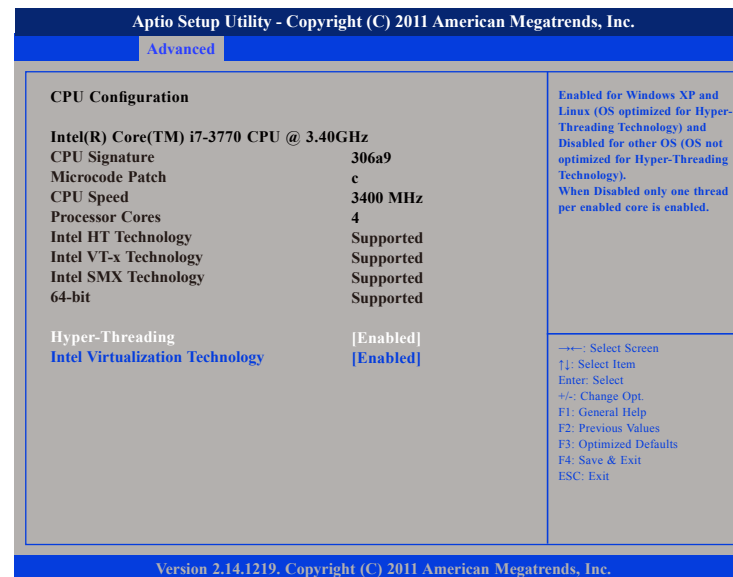 Aptio Setup Utility - Copyright (C) 2011 American Megatrends, Inc.
Advanced
CPU Configuration
Intel(R) Core(TM) i7-3770 CPU @ 3.40GHz
CPU Signature 306a9
Microcode Patch c
CPU Speed 3400 MHz
Processor Cores 4
Intel HT Technology Supported
Intel VT-x Technology Supported
Intel SMX Technology Supported
64-bit Supported
Hyper-Threading [Enabled]
Intel Virtualization Technology [Enabled]
Enabled for Windows XP and
Linux (OS optimized for Hyper-
Threading Technology) and
Disabled for other OS (OS not
optimized for Hyper-Threading
Technology).
When Disabled only one thread
per enabled core is enabled.
→←: Select Screen
↑↓: Select Item
Enter: Select
+/-: Change Opt.
F1: General Help
F2: Previous Values
F3: Optimized Defaults
F4: Save & Exit
ESC: Exit
Version 2.14.1219. Copyright (C) 2011 American Megatrends, Inc.